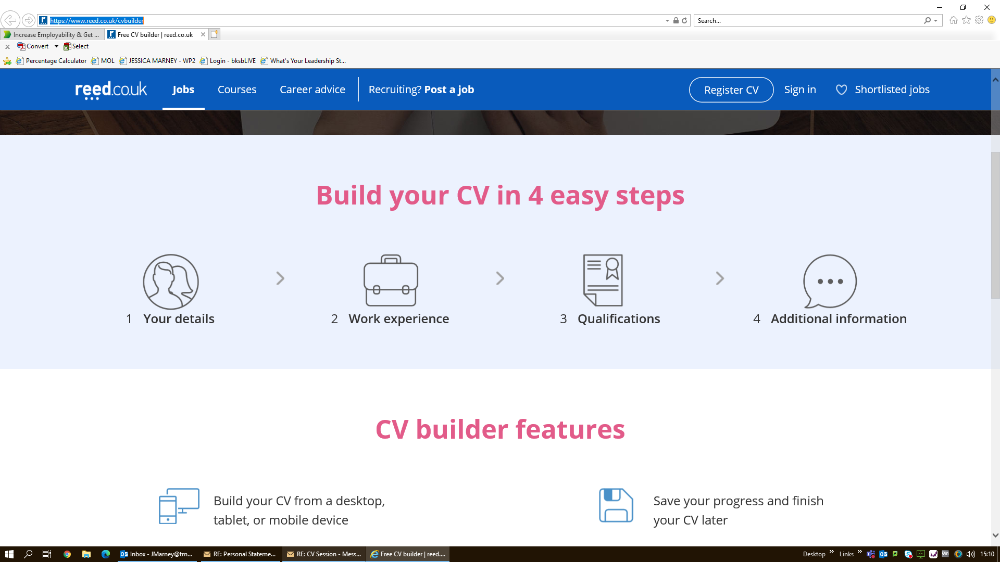 https://www.reed.co.uk/cvbuilder
Search...
Increase Employability & Get ...
Free CV builder | reed.co.uk
Convert
Select
Percentage Calculator
MOL
JESSICA MARNEY - WP2
Login - bksbLIVE
What's Your Leadership St...
reed.co.uk
Jobs
Courses
Career advice
Recruiting? Post a job
Register CV
Sign in
Shortlisted jobs
Build your CV in 4 easy steps
1 Your details
2 Work experience
3 Qualifications
4 Additional information
CV builder features
Build your CV from a desktop,
tablet, or mobile device
Save your progress and finish
your CV later
Inbox - JMarney@tm...
RE: Personal Stateme...
RE: CV Session - Mess...
Free CV builder | reed....
Desktop
Links
15:10